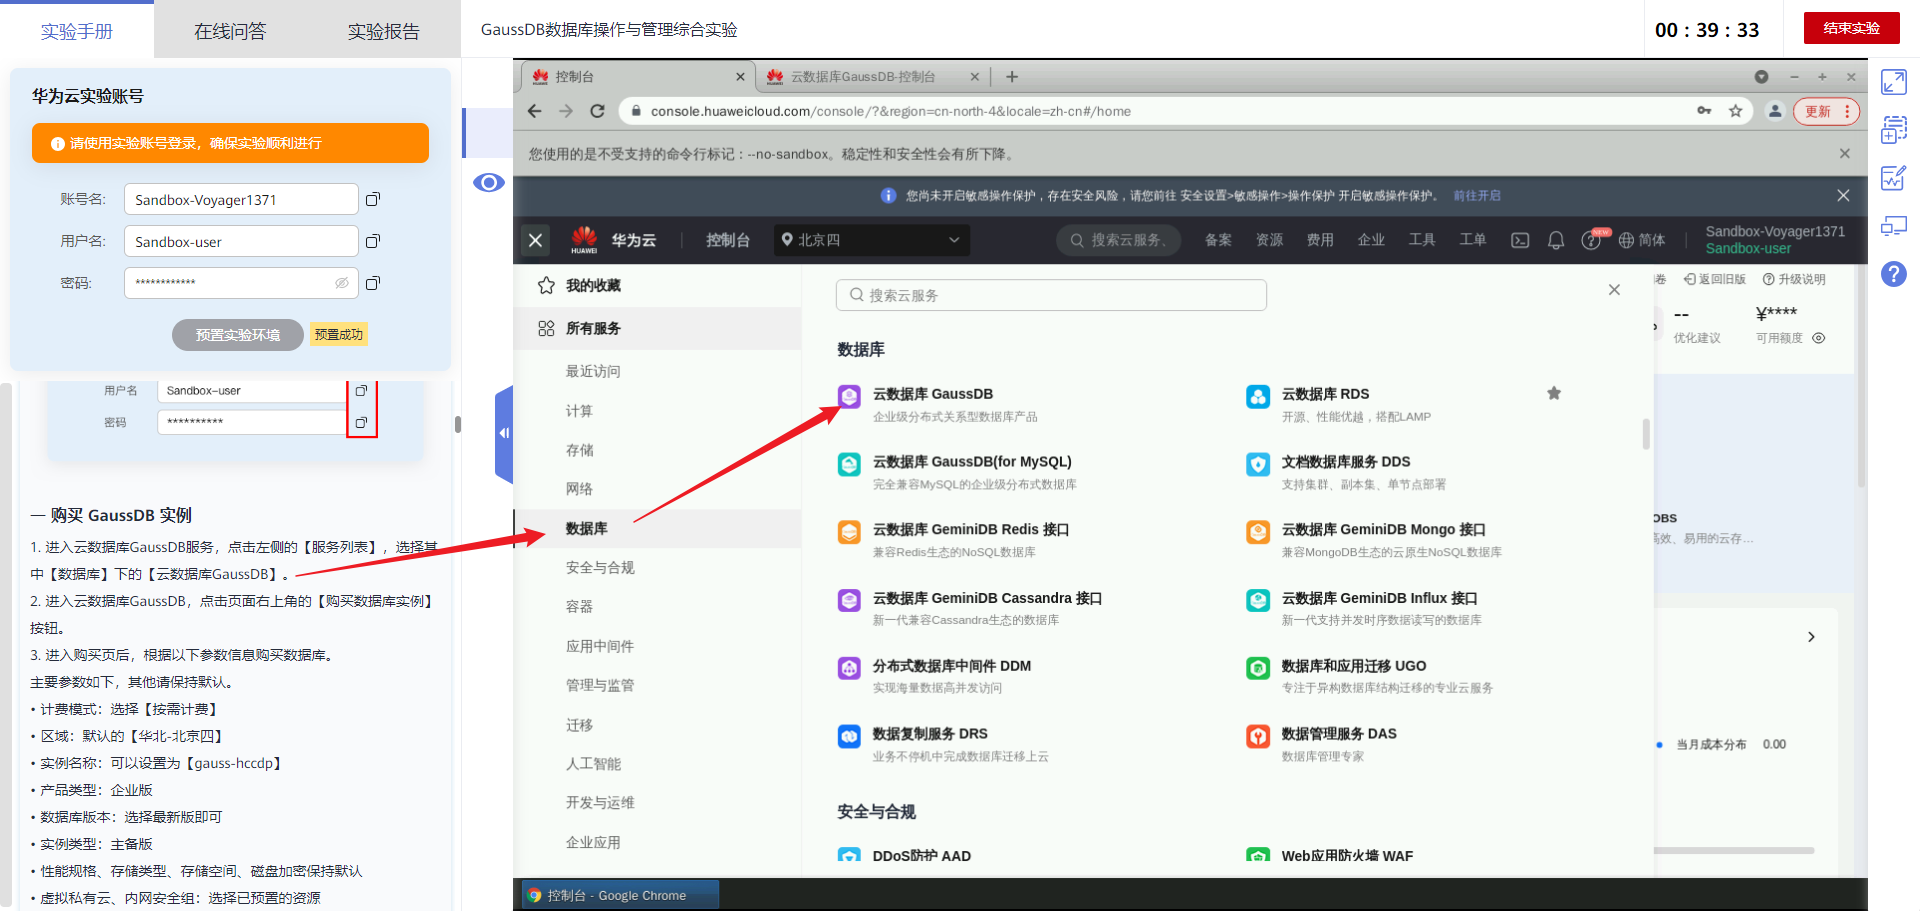 实验手册
在线问答
实验报告
GaussDB数据库操作与管理综合实验
00 : 39 : 33
结束实验
华为云实验账号
请使用实验账号登录，确保实验顺利进行
账号名:
Sandbox-Voyager1371
用户名:
Sandbox-user
密码:
************
预置实验环境
预置成功
用户名
Sandbox-user
密码
**********
一 购买 GaussDB 实例
1. 进入云数据库GaussDB服务，点击左侧的【服务列表】，选择其
中【数据库】下的【云数据库GaussDB】。
2. 进入云数据库GaussDB，点击页面右上角的【购买数据库实例】
按钮。
3. 进入购买页后，根据以下参数信息购买数据库。
主要参数如下，其他请保持默认。
• 计费模式：选择【按需计费】
• 区域：默认的【华北-北京四】
• 实例名称：可以设置为【gauss-hccdp】
• 产品类型：企业版
• 数据库版本：选择最新版即可
• 实例类型：主备版
• 性能规格、存储类型、存储空间、磁盘加密保持默认
• 虚拟私有云、内网安全组：选择已预置的资源
控制台
云数据库GaussDB-控制台
console.huaweicloud.com/console/?&region=cn-north-4&locale=zh-cn#/home
更新
您使用的是不受支持的命令行标记：--no-sandbox。稳定性和安全性会有所下降。
您尚未开启敏感操作保护，存在安全风险，请您前往 安全设置>敏感操作>操作保护 开启敏感操作保护。 前往开启
HUAWEI
华为云
控制台
北京四
搜索云服务、
备案
资源
费用
企业
工具
工单
NEW
简体
Sandbox-Voyager1371
Sandbox-user
我的收藏
所有服务
最近访问
计算
存储
网络
数据库
安全与合规
容器
应用中间件
管理与监管
迁移
人工智能
开发与运维
企业应用
搜索云服务
数据库
云数据库 GaussDB
企业级分布式关系型数据库产品
云数据库 RDS
开源、性能优越，搭配LAMP
云数据库 GaussDB(for MySQL)
完全兼容MySQL的企业级分布式数据库
文档数据库服务 DDS
支持集群、副本集、单节点部署
云数据库 GeminiDB Redis 接口
兼容Redis生态的NoSQL数据库
云数据库 GeminiDB Mongo 接口
兼容MongoDB生态的云原生NoSQL数据库
云数据库 GeminiDB Cassandra 接口
新一代兼容Cassandra生态的数据库
云数据库 GeminiDB Influx 接口
新一代支持并发时序数据读写的数据库
分布式数据库中间件 DDM
实现海量数据高并发访问
数据库和应用迁移 UGO
专注于异构数据库结构迁移的专业云服务
数据复制服务 DRS
业务不停机中完成数据库迁移上云
数据管理服务 DAS
数据库管理专家
安全与合规
DDoS防护 AAD
Web应用防火墙 WAF
卷
返回旧版
升级说明
--
优化建议
¥****
可用额度
OBS
高效、易用的云存...
当月成本分布
0.00
控制台 - Google Chrome